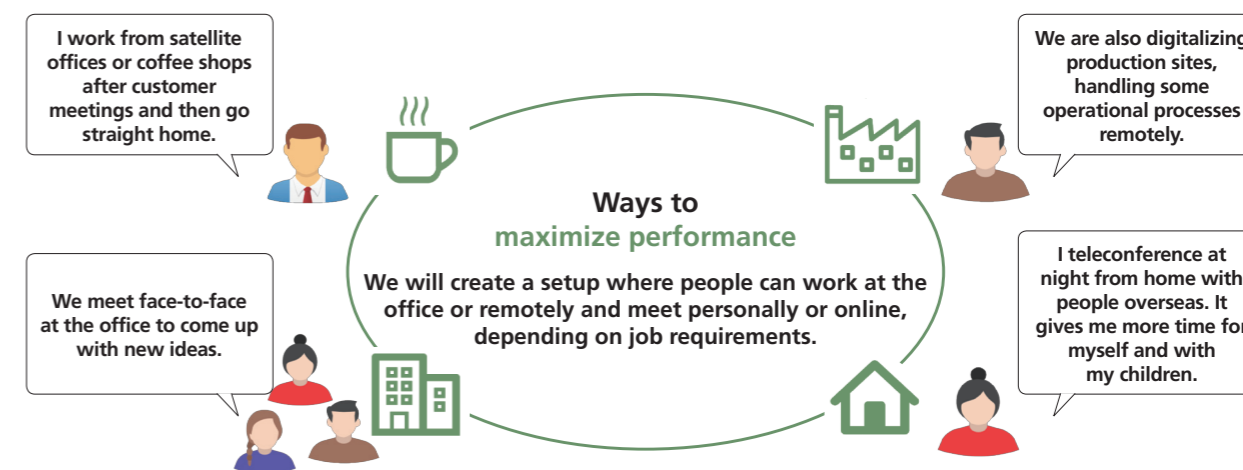 I work from satellite
offices or coffee shops
after customer
meetings and then go
straight home.
We are also digitalizing
production sites,
handling some
operational processes
remotely.
Ways to
maximize performance
We will create a setup where people can work at the
office or remotely and meet personally or online,
depending on job requirements.
We meet face-to-face
at the office to come up
with new ideas.
I teleconference at
night from home with
people overseas. It
gives me more time for
myself and with
my children.